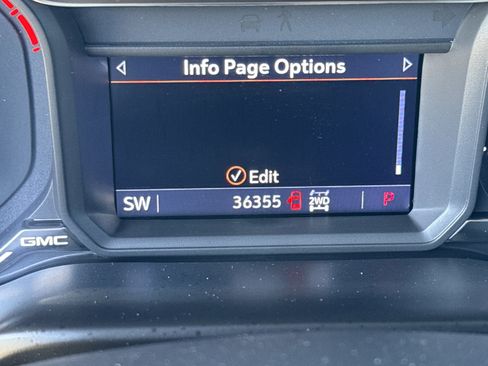 Info Page Options
Edit
SW 36355 2WD P
GMC